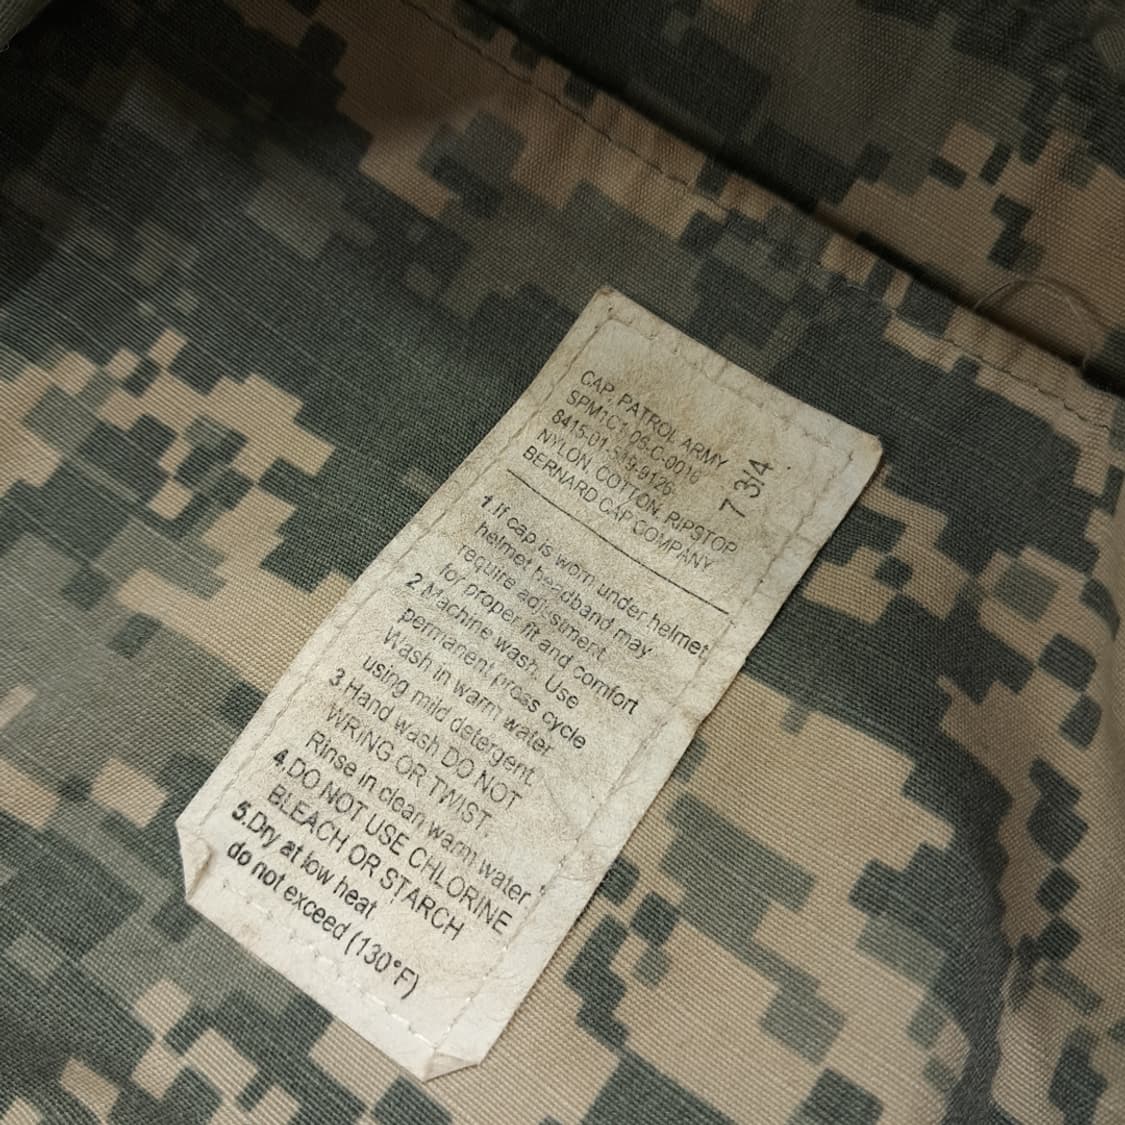 CAP, PATROL ARMY
SPM1C1-06-C-0016
8415-01-519-9126
NYLON, COTTON, RIPSTOP
BERNARD CAP COMPANY
7 3/4
1.If cap is worn under helmet
helmet headband may
require adjustment
for proper fit and comfort
2.Machine wash. Use
permanent press cycle
Wash in warm water
using mild detergent.
3.Hand wash DO NOT
WRING OR TWIST.
Rinse in clean warm water
4.DO NOT USE CHLORINE
BLEACH OR STARCH
5.Dry at low heat
do not exceed (130°F)